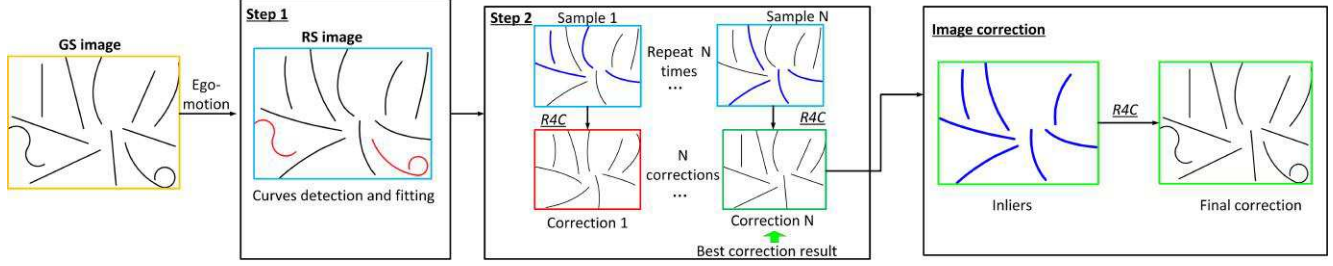 GS image
Ego-
motion
Step 1
RS image
Curves detection and fitting
Step 2
Sample 1
Sample N
Repeat N
times
...
R4C
R4C
N
corrections
...
Correction 1
Correction N
Best correction result
Image correction
R4C
Inliers
Final correction